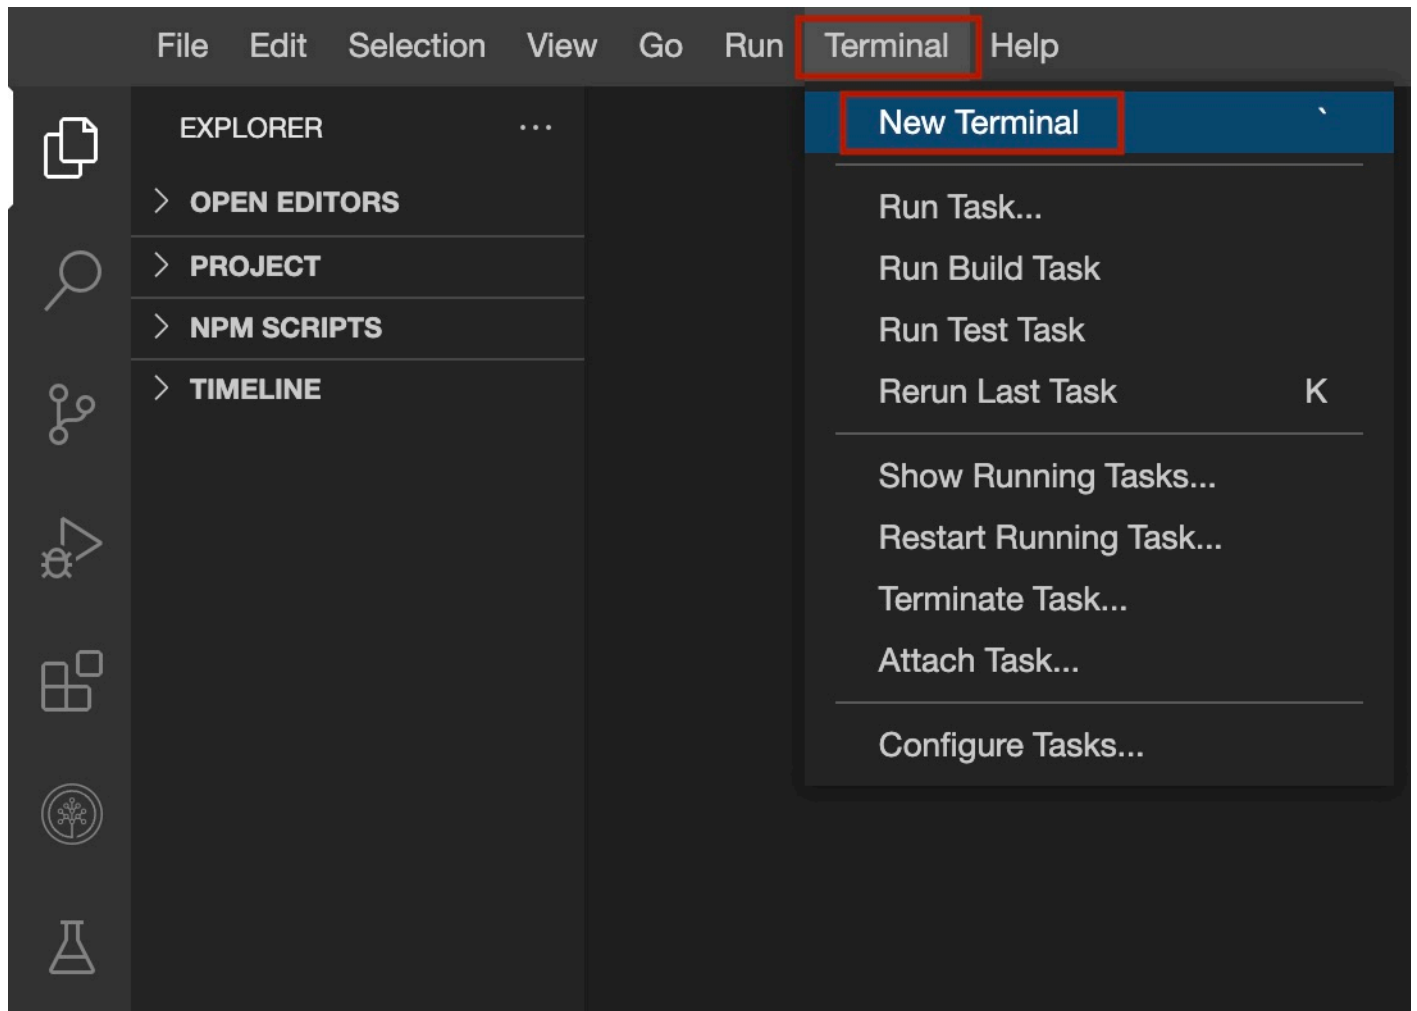 File Edit Selection View Go Run Terminal Help
EXPLORER ...
OPEN EDITORS
PROJECT
NPM SCRIPTS
TIMELINE
New Terminal `
Run Task...
Run Build Task
Run Test Task
Rerun Last Task K
Show Running Tasks...
Restart Running Task...
Terminate Task...
Attach Task...
Configure Tasks...